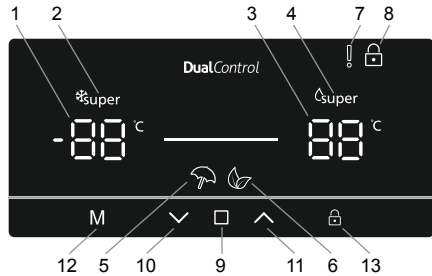 1 2 3 4 7 8
DualControl
super super
-88 °C 88 °C
M
12 5 10 9 11 6 13